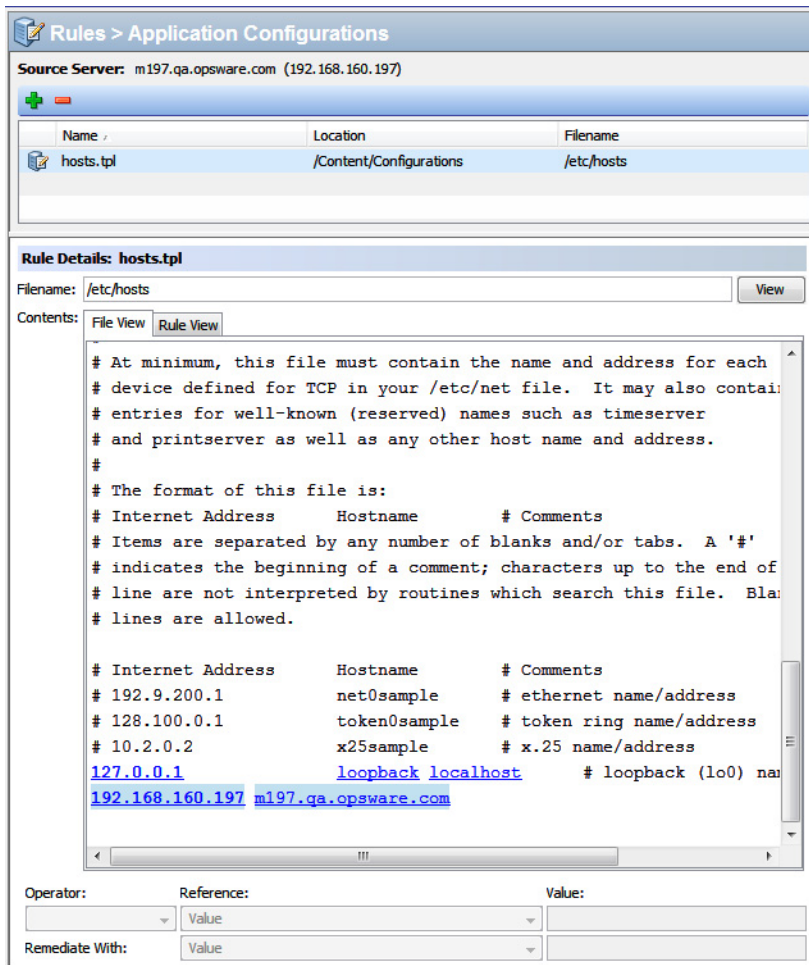 Rules > Application Configurations
Source Server: m197.qa.opsware.com (192.168.160.197)
Name / Location Filename
hosts.tpl /Content/Configurations /etc/hosts
Rule Details: hosts.tpl
Filename: /etc/hosts View
Contents: File View Rule View
# At minimum, this file must contain the name and address for each
# device defined for TCP in your /etc/net file. It may also contai
# entries for well-known (reserved) names such as timeserver
# and printserver as well as any other host name and address.
#
# The format of this file is:
# Internet Address Hostname # Comments
# Items are separated by any number of blanks and/or tabs. A '#'
# indicates the beginning of a comment; characters up to the end of
# line are not interpreted by routines which search this file. Bla
# lines are allowed.
# Internet Address Hostname # Comments
# 192.9.200.1 net0sample # ethernet name/address
# 128.100.0.1 token0sample # token ring name/address
# 10.2.0.2 x25sample # x.25 name/address
127.0.0.1 loopback localhost # loopback (lo0) na
192.168.160.197 m197.qa.opsware.com
Operator: Reference: Value:
Value
Remediate With: Value